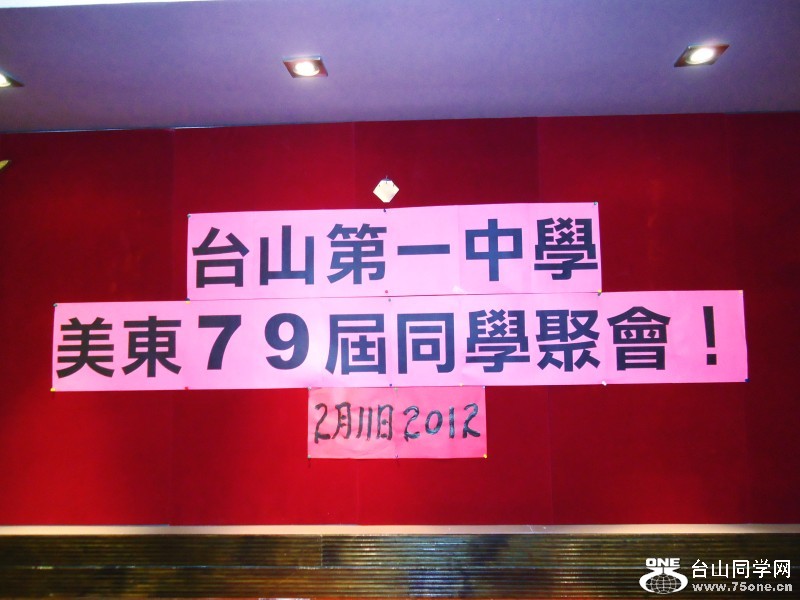 台山第一中學
美東79屆同學聚會！
2月11日2012
ONE
台山同学网
www.75one.cn